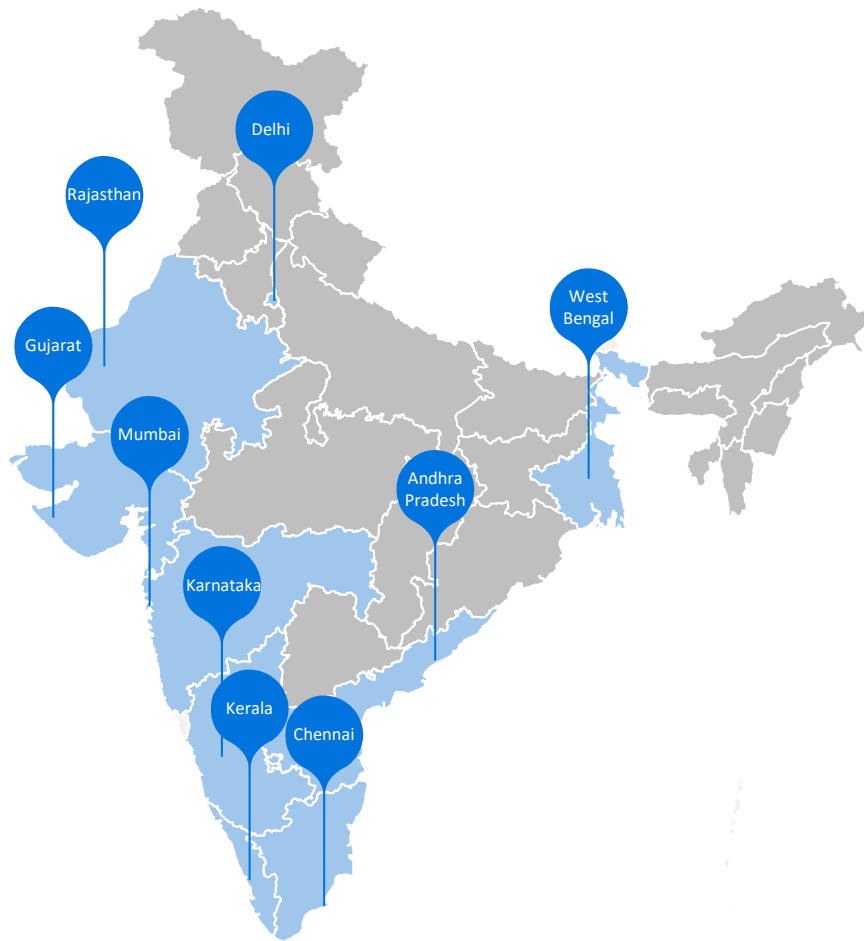 Delhi
Rajasthan
West
Bengal
Gujarat
Mumbai
Andhra
Pradesh
Karnataka
Kerala
Chennai